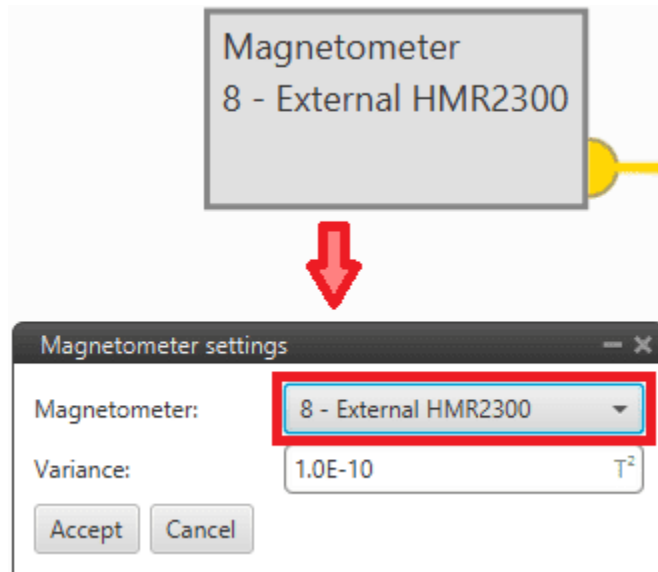 Magnetometer
8 - External HMR2300
Magnetometer settings
Magnetometer: 8 - External HMR2300
Variance: 1.0E-10 T²
Accept Cancel